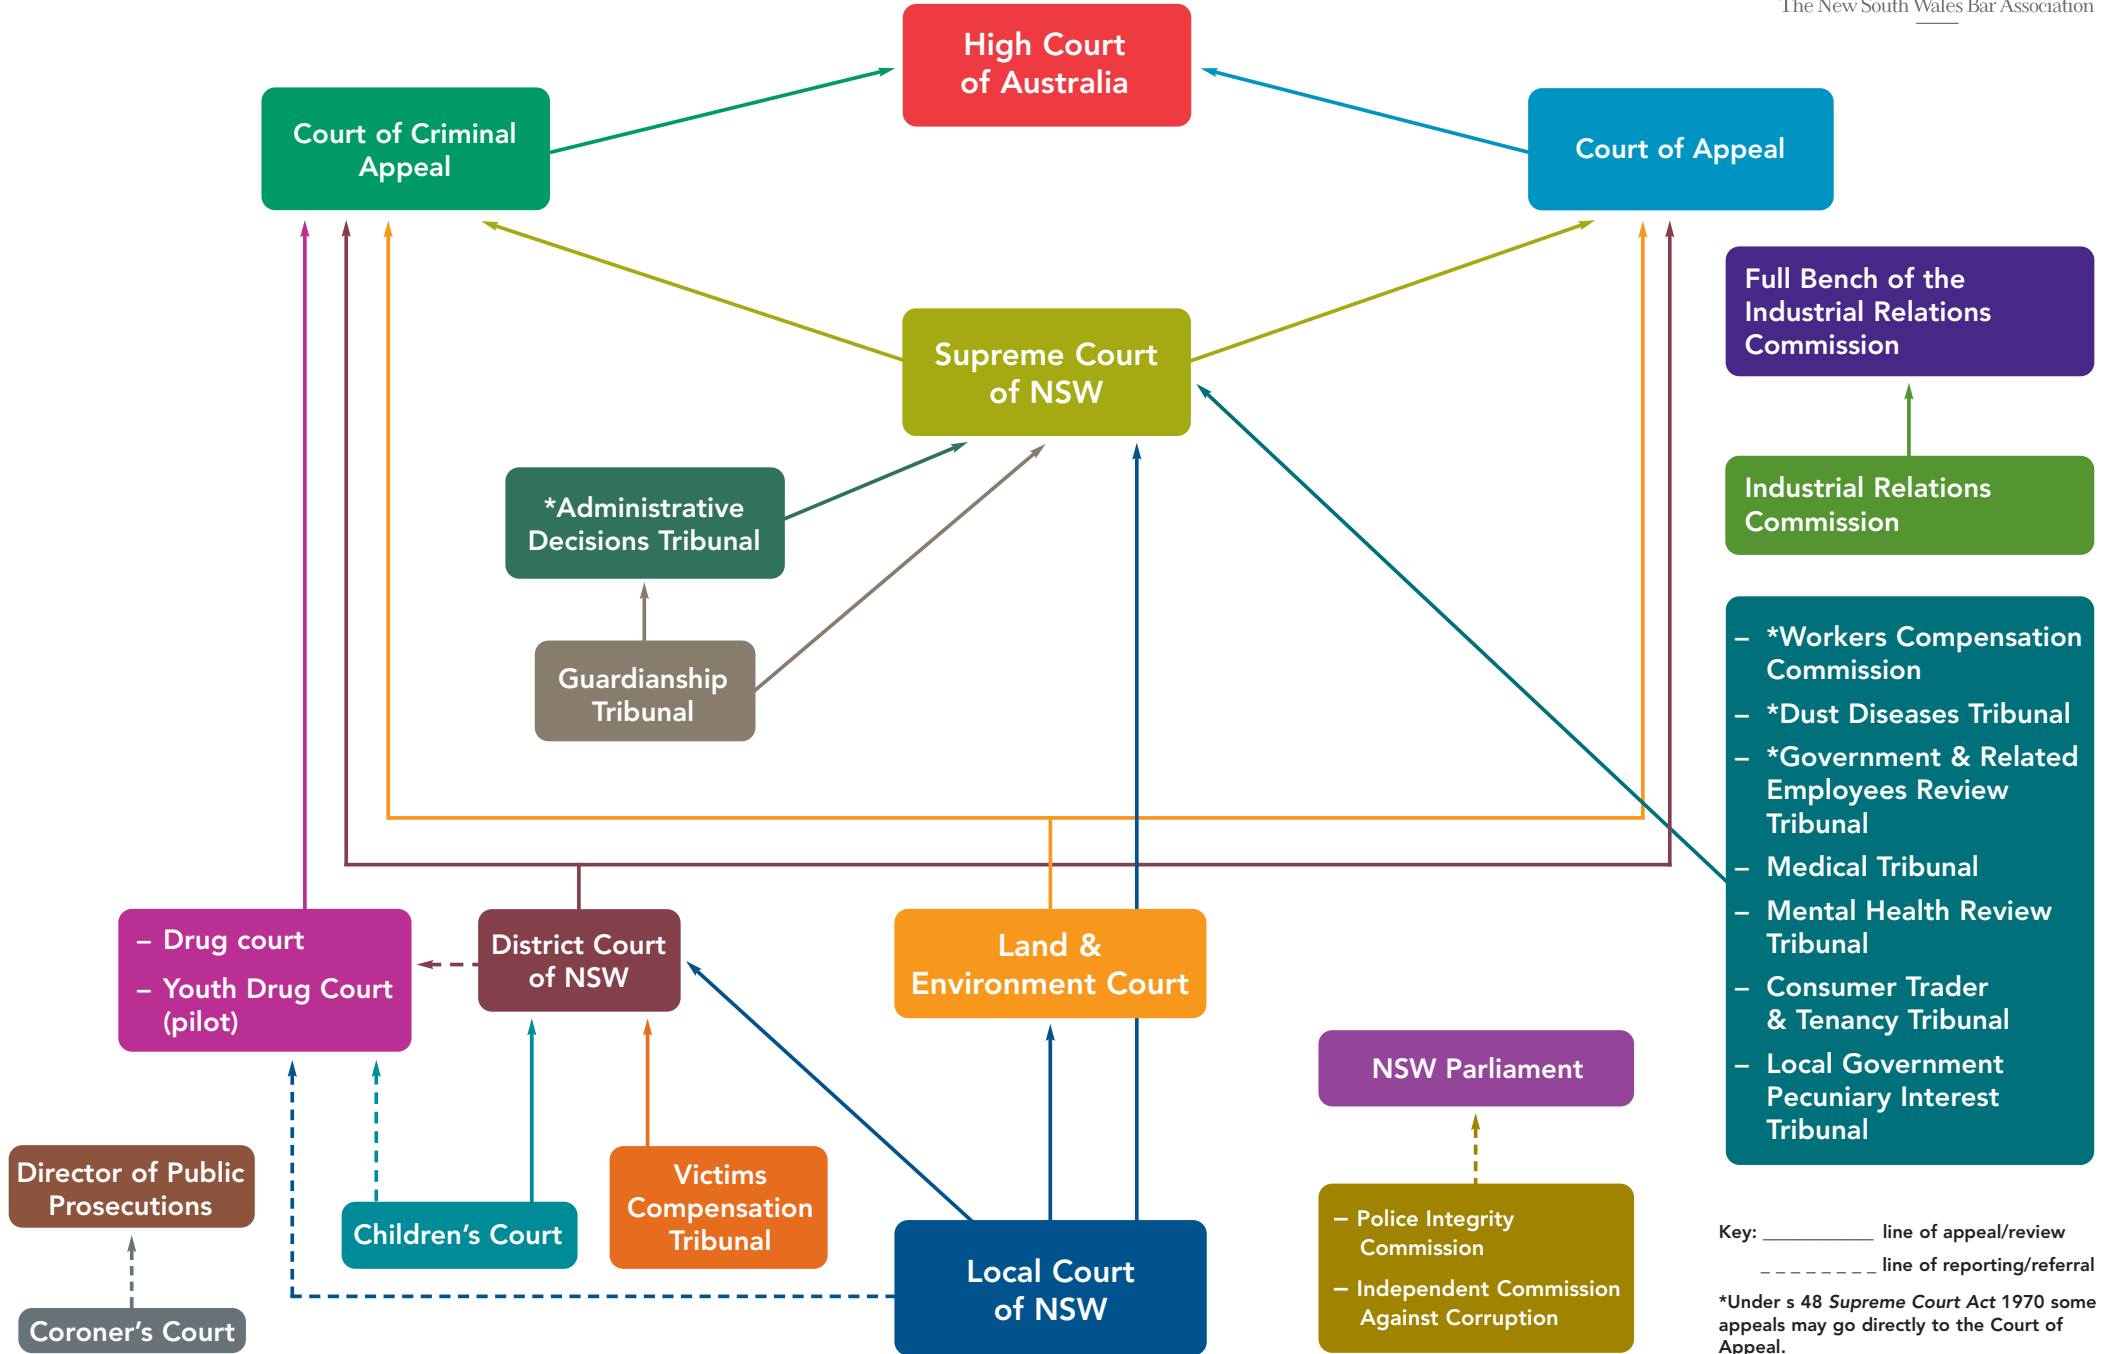 The New South Wales Bar Association
High Court
of Australia
Court of Criminal
Appeal
Court of Appeal
Full Bench of the
Industrial Relations
Commission
Supreme Court
of NSW
Industrial Relations
Commission
*Administrative
Decisions Tribunal
Guardianship
Tribunal
– *Workers Compensation
Commission
– *Dust Diseases Tribunal
– *Government & Related
Employees Review
Tribunal
– Medical Tribunal
– Mental Health Review
Tribunal
– Consumer Trader
& Tenancy Tribunal
– Local Government
Pecuniary Interest
Tribunal
– Drug court
– Youth Drug Court
(pilot)
District Court
of NSW
Land &
Environment Court
NSW Parliament
Director of Public
Prosecutions
Children's Court
Victims
Compensation
Tribunal
Local Court
of NSW
– Police Integrity
Commission
– Independent Commission
Against Corruption
Coroner's Court
Key: ___________ line of appeal/review
_ _ _ _ _ _ _ _ line of reporting/referral
*Under s 48 Supreme Court Act 1970 some
appeals may go directly to the Court of
Appeal.